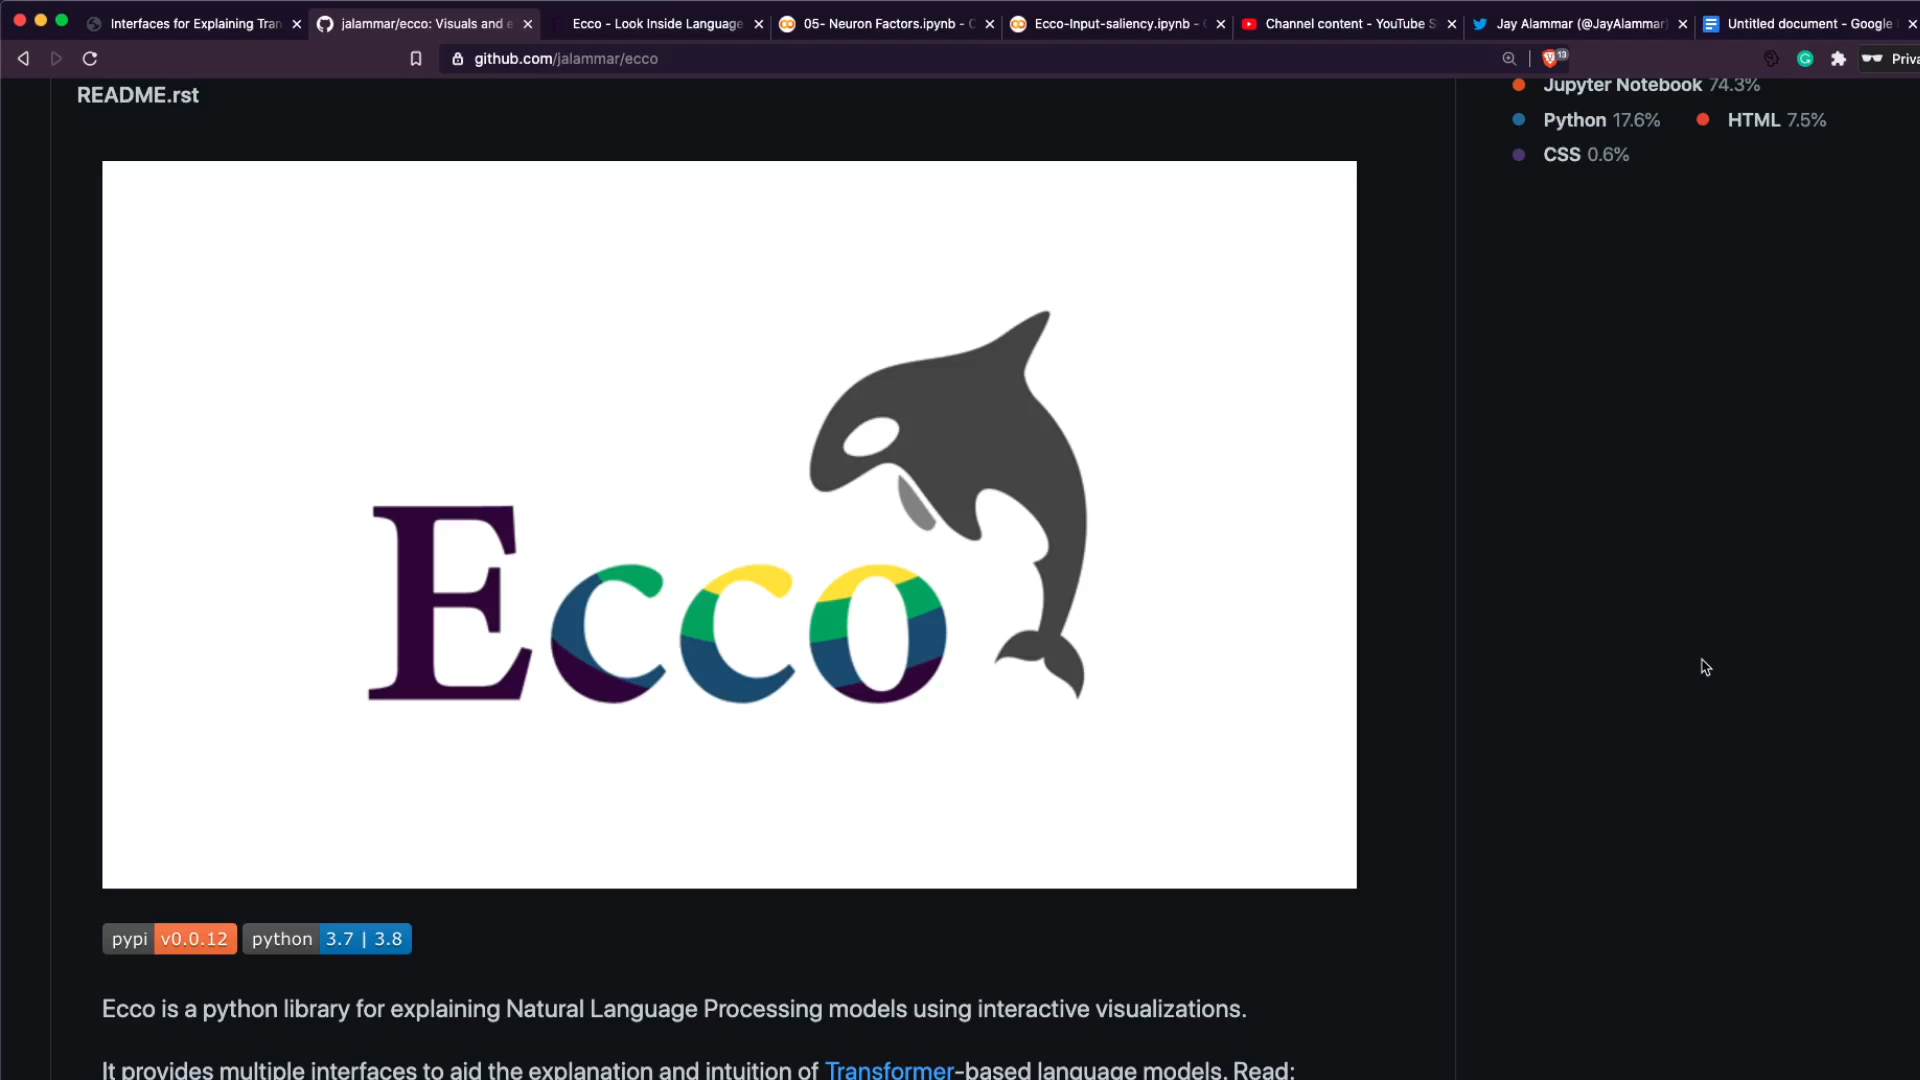 Interfaces for Explaining Tran
jalammar/ecco: Visuals and e
Ecco - Look Inside Language
05- Neuron Factors.ipynb - C
Ecco-Input-saliency.ipynb -
Channel content - YouTube S
Jay Alammar (@JayAlammar)
Untitled document - Google
github.com/jalammar/ecco
13
Priva
README.rst
Jupyter Notebook 74.3%
Python 17.6% HTML 7.5%
CSS 0.6%
Ecco
pypi v0.0.12 python 3.7 | 3.8
Ecco is a python library for explaining Natural Language Processing models using interactive visualizations.
It provides multiple interfaces to aid the explanation and intuition of Transformer-based language models. Read: